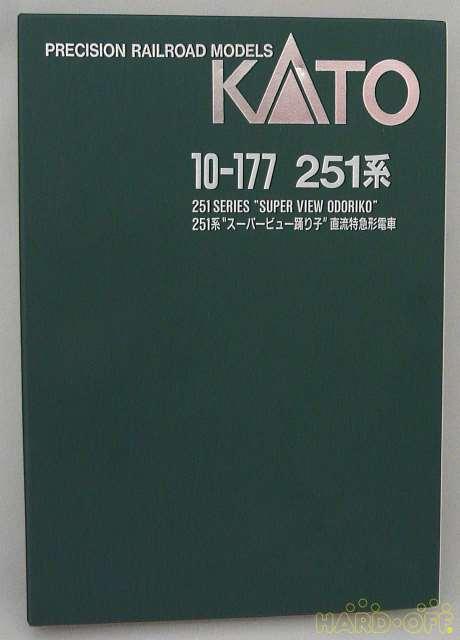 PRECISION RAILROAD MODELS
KATO
10-177 251系
251 SERIES "SUPER VIEW ODORIKO"
251系"スーパービュー踊り子"直流特急形電車
HARD-OFF